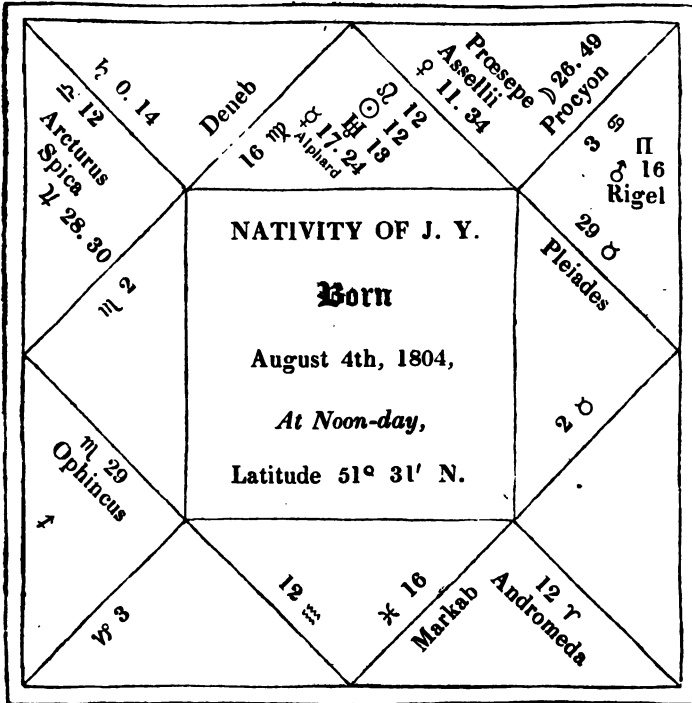 ♄ 0.14
♎ 12
Arcturus
Spica
♃ 28.30
♏ 2
Deneb
16 ♍
☿
17.24
Alphard
♌ 12
☉ 12
♅ 13
Prœsepe
Assellii
♀ 11.34
☽ 26.49
Procyon
3 ♋
♊
♂ 16
Rigel
29 ♉
Pleiades
NATIVITY OF J. Y.
Born
August 4th, 1804,
At Noon-day,
Latitude 51° 31′ N.
2 ♉
♏ 29
Ophincus
♐
♑ 3
12 ♒
♓ 16
Markab
12 ♈
Andromeda